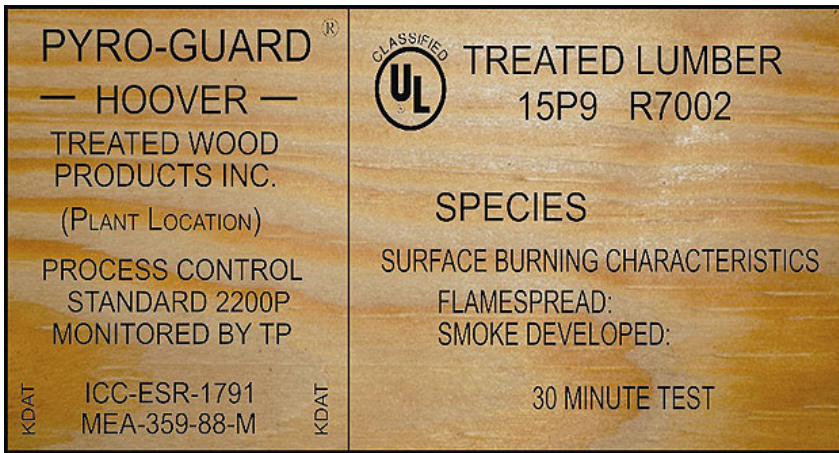 PYRO-GUARD ®
— HOOVER —
TREATED WOOD
PRODUCTS INC.
(PLANT LOCATION)
PROCESS CONTROL
STANDARD 2200P
MONITORED BY TP
KDAT
ICC-ESR-1791
MEA-359-88-M
KDAT
CLASSIFIED
UL
®
TREATED LUMBER
15P9 R7002
SPECIES
SURFACE BURNING CHARACTERISTICS
FLAMESPREAD:
SMOKE DEVELOPED:
30 MINUTE TEST